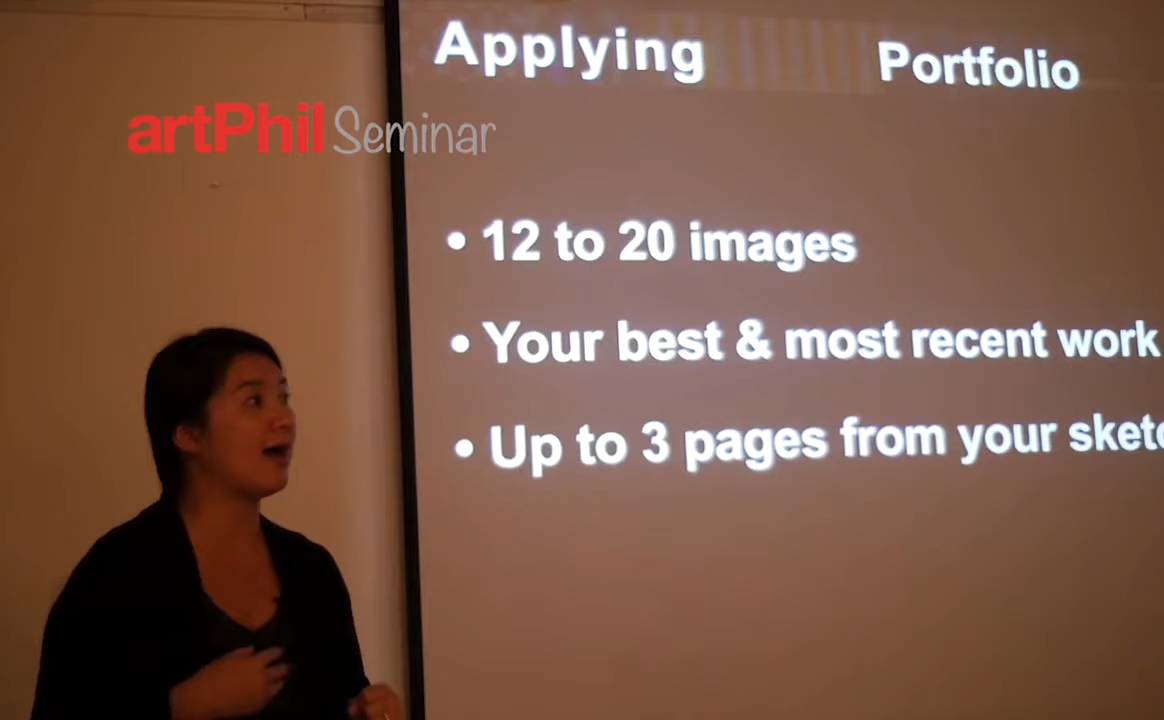 Applying Portfolio
artPhil Seminar
• 12 to 20 images
• Your best & most recent work
• Up to 3 pages from your